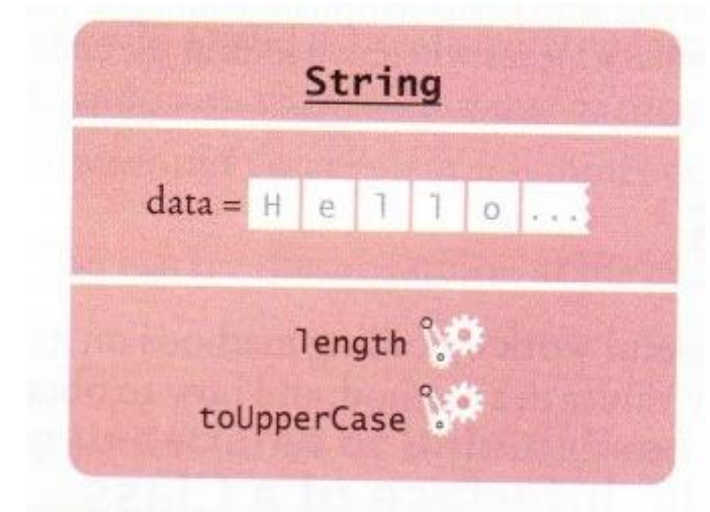 String
data = H e l l o ...
length
toUpperCase